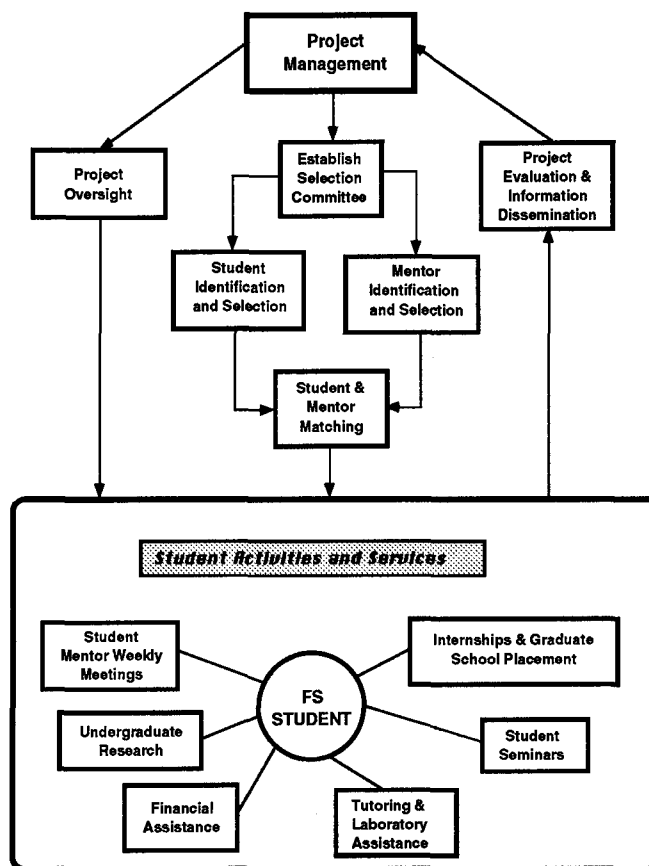 Project
Management
Project
Oversight
Establish
Selection
Committee
Project
Evaluation &
Information
Dissemination
Student
Identification
and Selection
Mentor
Identification
and Selection
Student &
Mentor
Matching
Student Activities and Services
Student
Mentor Weekly
Meetings
Internships & Graduate
School Placement
FS
STUDENT
Undergraduate
Research
Student
Seminars
Financial
Assistance
Tutoring &
Laboratory
Assistance